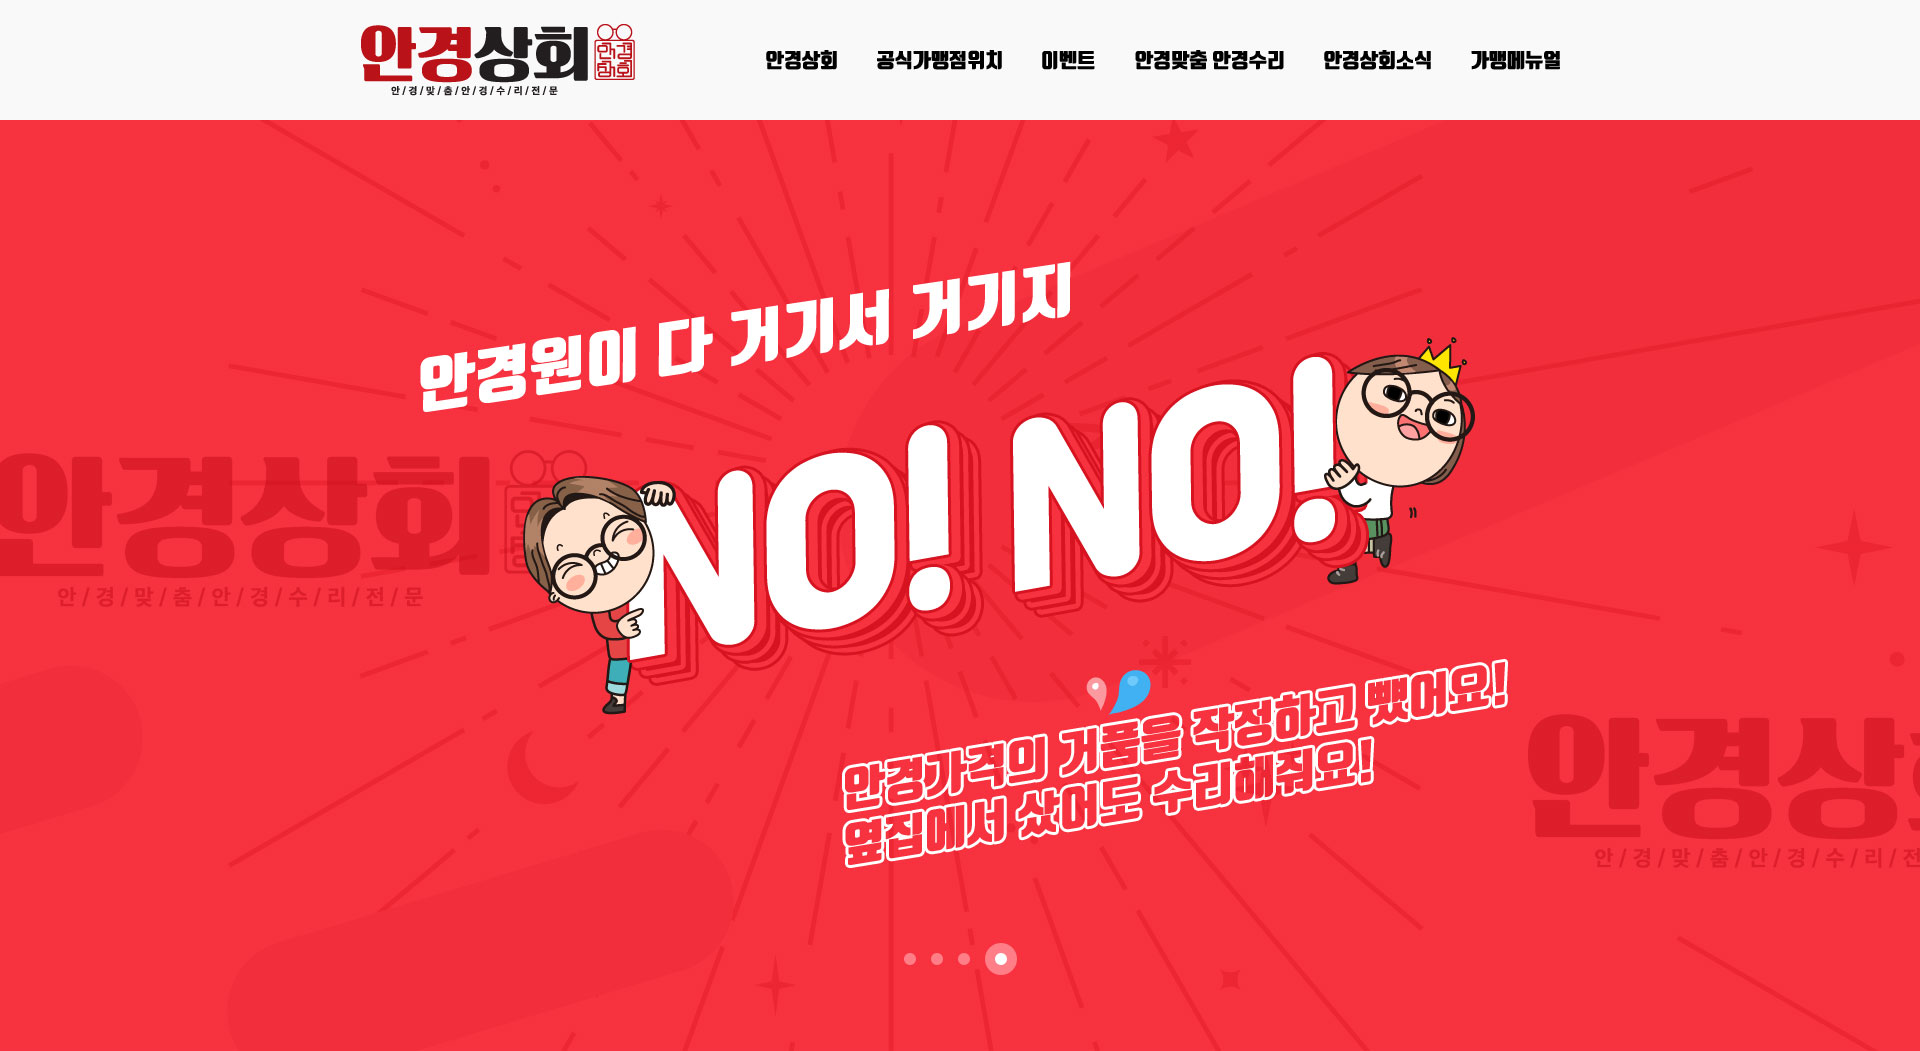 안경상회
안경상회
안/경/맞/춤/안/경/수/리/전/문
안경상회 공식가맹점위치 이벤트 안경맞춤 안경수리 안경상회소식 가맹메뉴얼
안경원이 다 거기서 거기지
NO! NO!
안경상회
안/경/맞/춤/안/경/수/리/전/문
안경가격의 거품을 작정하고 뺐어요!
옆집에서 샀어도 수리해줘요!
안경상
안/경/맞/춤/안/경/수/리/전